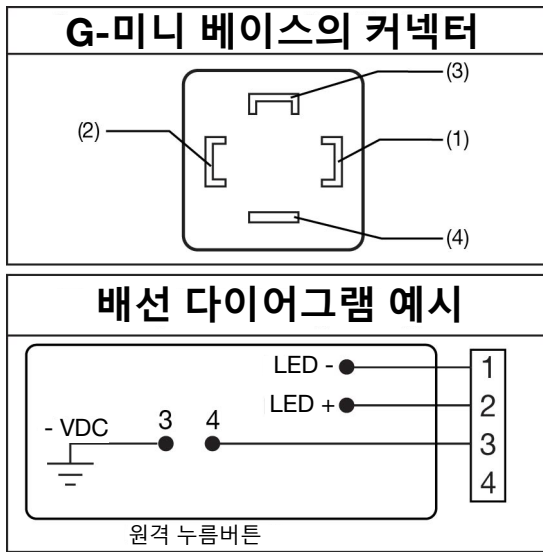 G-미니 베이스의 커넥터
(3)
(2)
(1)
(4)
배선 다이어그램 예시
LED -
1
LED +
2
- VDC
3
4
3
4
원격 누름버튼